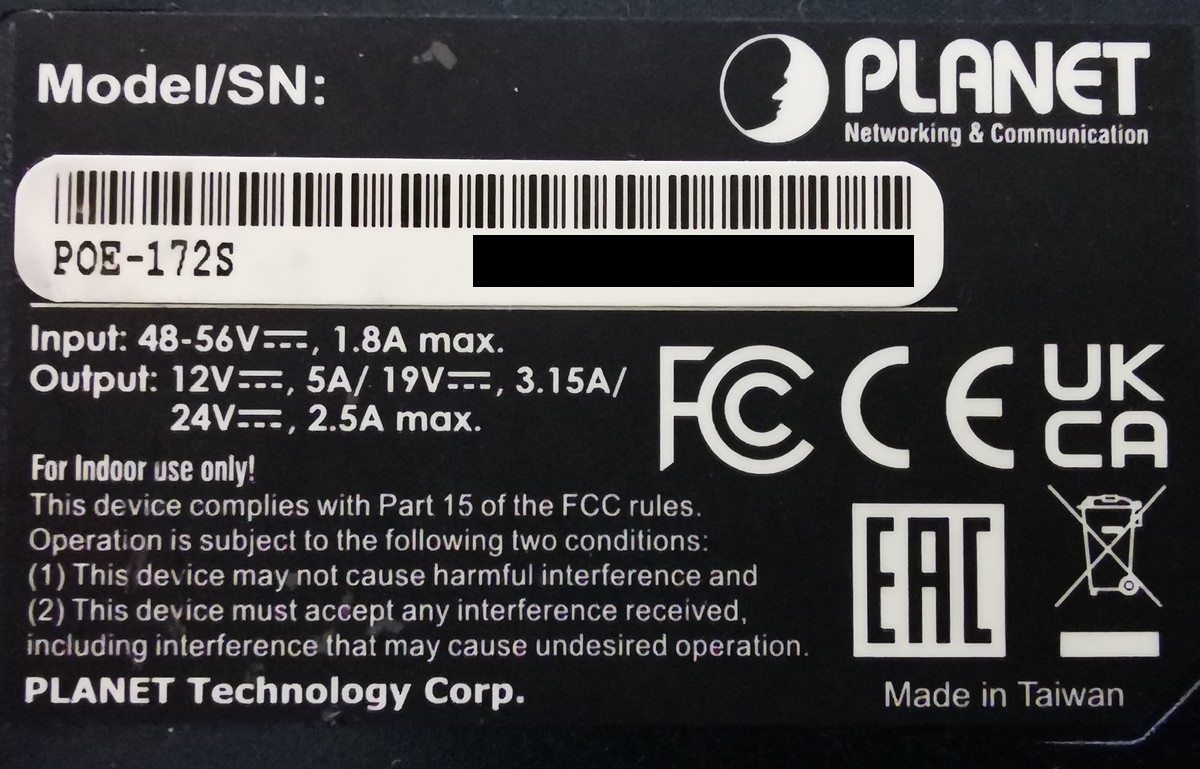 Model/SN:
PLANET
Networking & Communication
POE-172S
Input: 48-56V⎓, 1.8A max.
Output: 12V⎓, 5A/ 19V⎓, 3.15A/
24V⎓, 2.5A max.
FC CE UK
CA
For Indoor use only!
This device complies with Part 15 of the FCC rules.
Operation is subject to the following two conditions:
(1) This device may not cause harmful interference and
(2) This device must accept any interference received,
including interference that may cause undesired operation.
EAC
PLANET Technology Corp.
Made in Taiwan